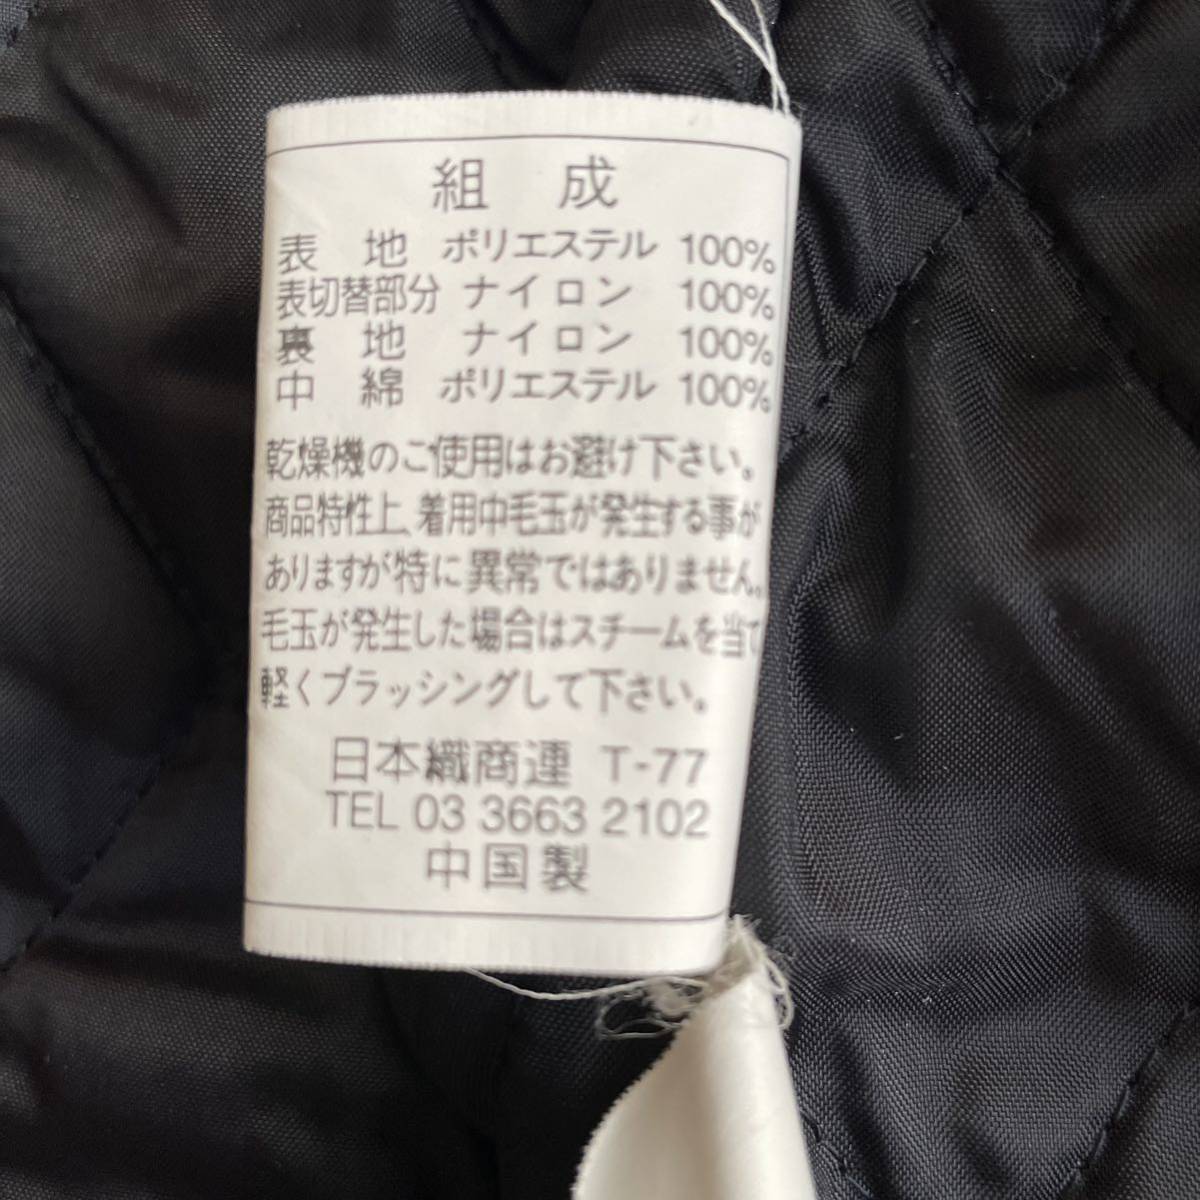 組 成
表 地 ポリエステル 100%
表切替部分 ナイロン 100%
裏 地 ナイロン 100%
中 綿 ポリエステル 100%
乾燥機のご使用はお避け下さい。
商品特性上、着用中毛玉が発生する事が
ありますが特に異常ではありません。
毛玉が発生した場合はスチームを当て
軽くブラッシングして下さい。
日本織商連 T-77
TEL 03 3663 2102
中国製